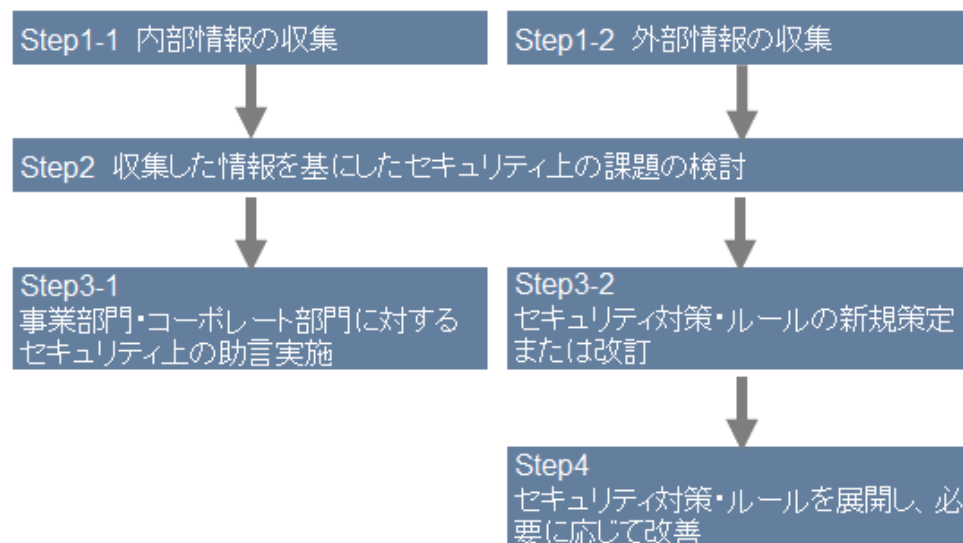 Step1-1 内部情報の収集
Step1-2 外部情報の収集
Step2 収集した情報を基にしたセキュリティ上の課題の検討
Step3-1
事業部門・コーポレート部門に対する
セキュリティ上の助言実施
Step3-2
セキュリティ対策・ルールの新規策定
または改訂
Step4
セキュリティ対策・ルールを展開し、必
要に応じて改善